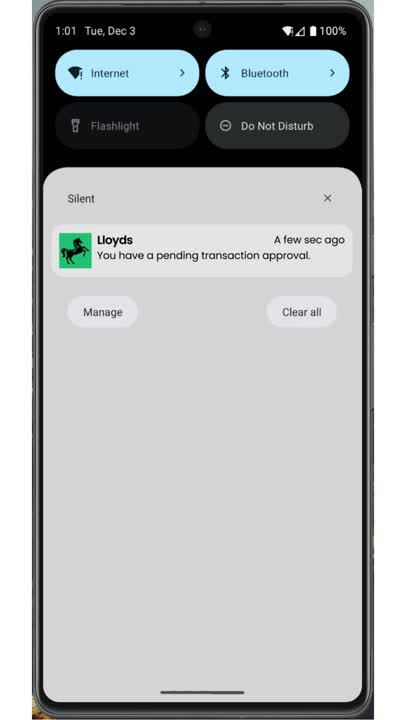 1:01 Tue, Dec 3 100%
Internet Bluetooth
Flashlight Do Not Disturb
Silent
Lloyds A few sec ago
You have a pending transaction approval.
Manage Clear all